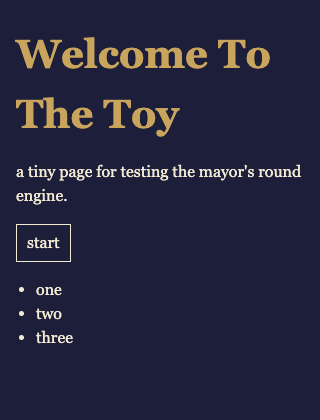 Welcome To
The Toy
a tiny page for testing the mayor's round
engine.
start
one
two
three